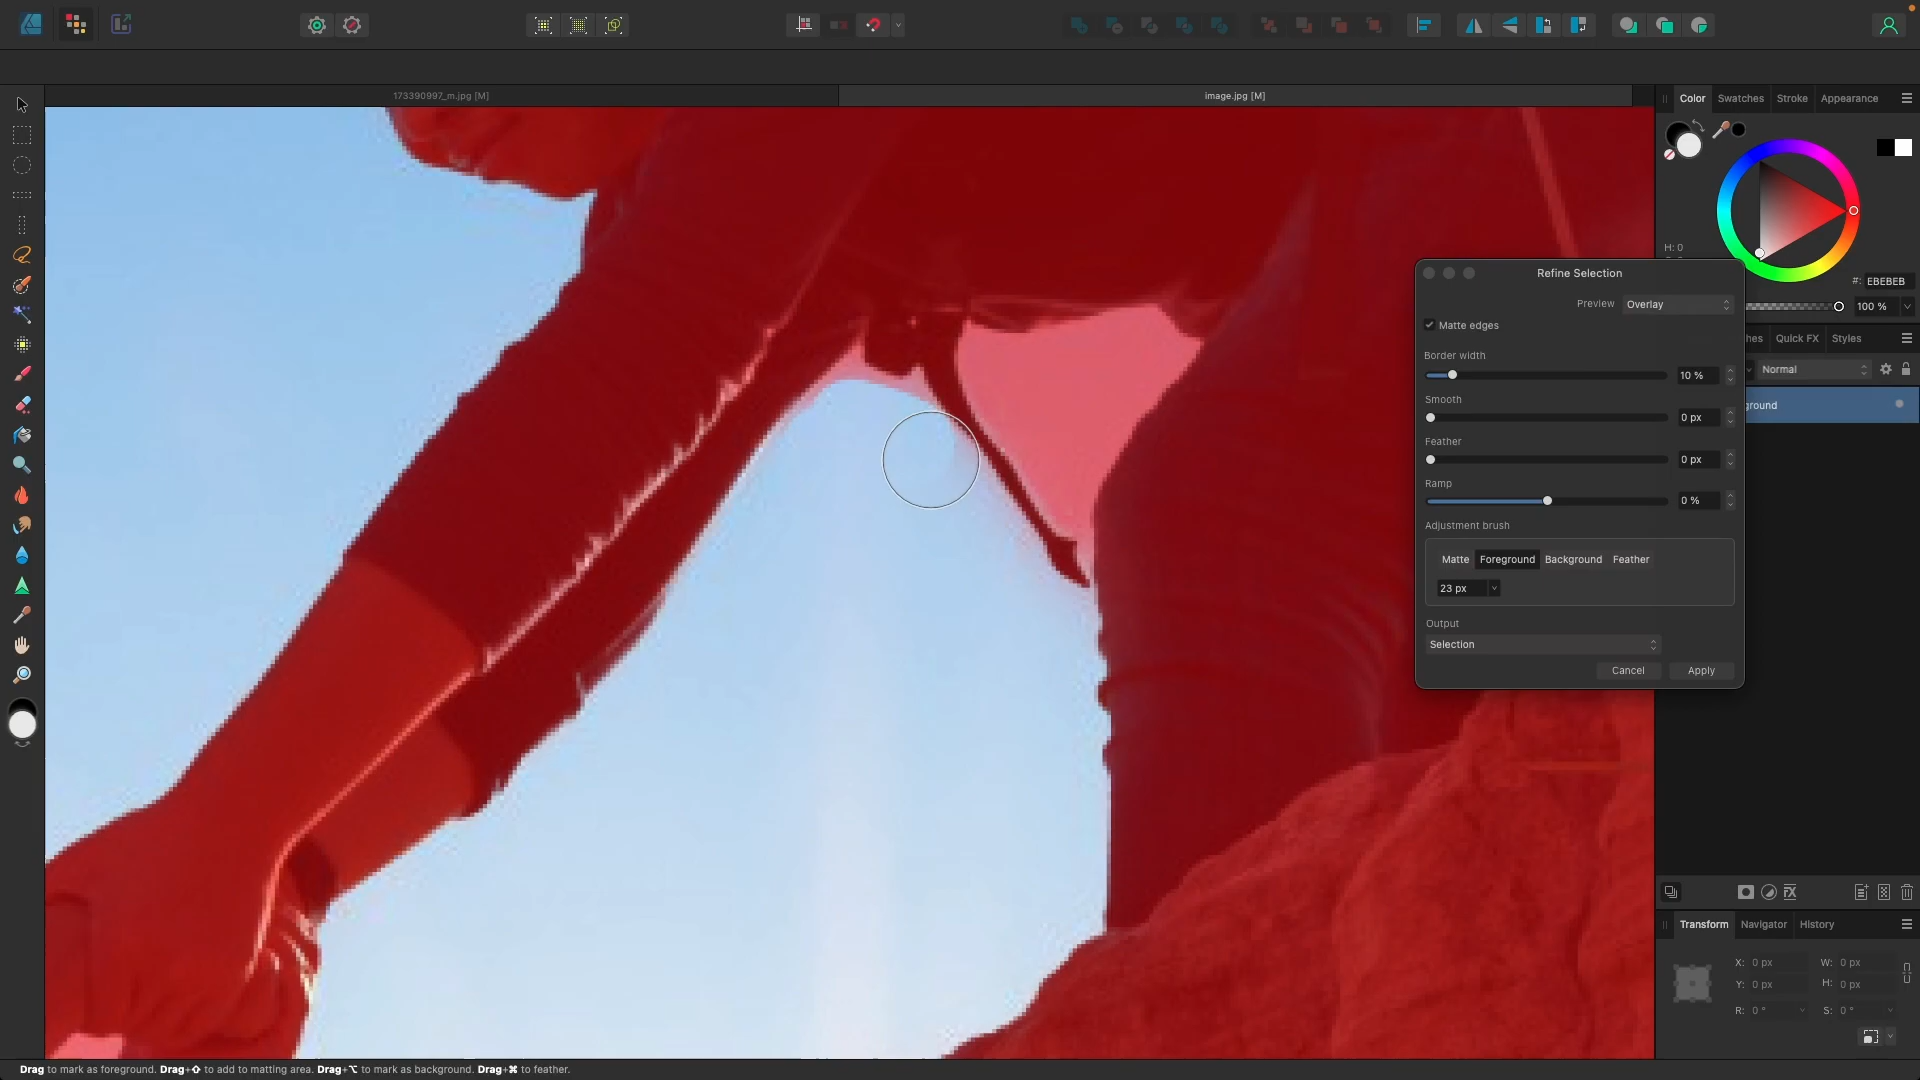 173390997_m.jpg [M]
image.jpg [M]
Color
Swatches
Stroke
Appearance
H: 0
#: EBEBEB
100 %
Quick FX
Styles
Normal
Refine Selection
Preview
Overlay
Matte edges
Border width
10 %
Smooth
0 px
Feather
0 px
Ramp
0 %
Adjustment brush
Matte
Foreground
Background
Feather
23 px
Output
Selection
Cancel
Apply
Transform
Navigator
History
X: 0 px
W: 0 px
Y: 0 px
H: 0 px
R: 0 °
S: 0 °
Drag to mark as foreground. Drag+⇧ to add to matting area. Drag+⌥ to mark as background. Drag+⌘ to feather.